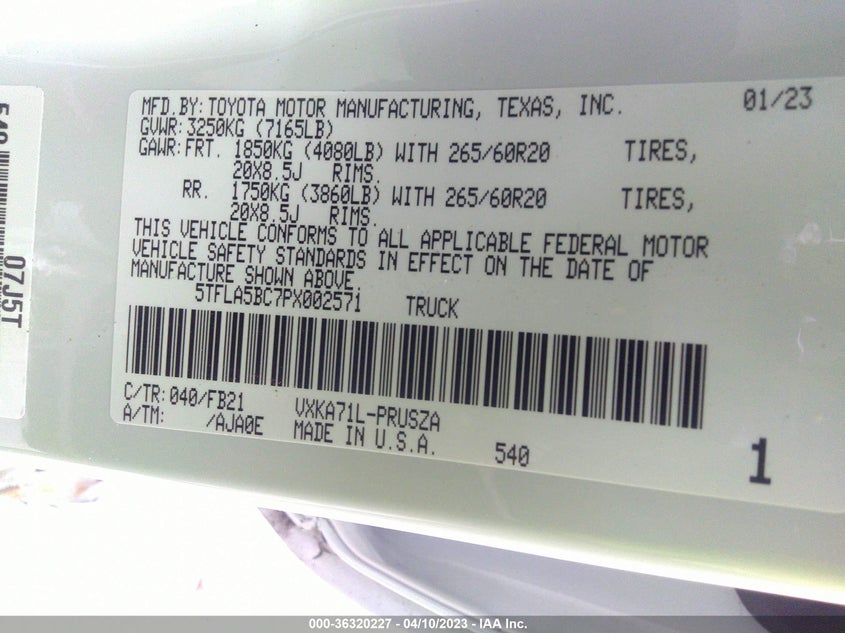 MFD.BY: TOYOTA MOTOR MANUFACTURING, TEXAS, INC. 01/23
GVWR: 3250KG (7165LB)
GAWR: FRT. 1850KG (4080LB) WITH 265/60R20 TIRES,
20X8.5J RIMS.
RR. 1750KG (3860LB) WITH 265/60R20 TIRES,
20X8.5J RIMS.
THIS VEHICLE CONFORMS TO ALL APPLICABLE FEDERAL MOTOR
VEHICLE SAFETY STANDARDS IN EFFECT ON THE DATE OF
MANUFACTURE SHOWN ABOVE.
5TFLA5BC7PX002571 TRUCK
C/TR: 040/FB21 VXKA71L-PRUSZA
A/TM: /AJA0E MADE IN U.S.A. 540 1
540
07J5T
000-36320227 - 04/10/2023 - IAA Inc.